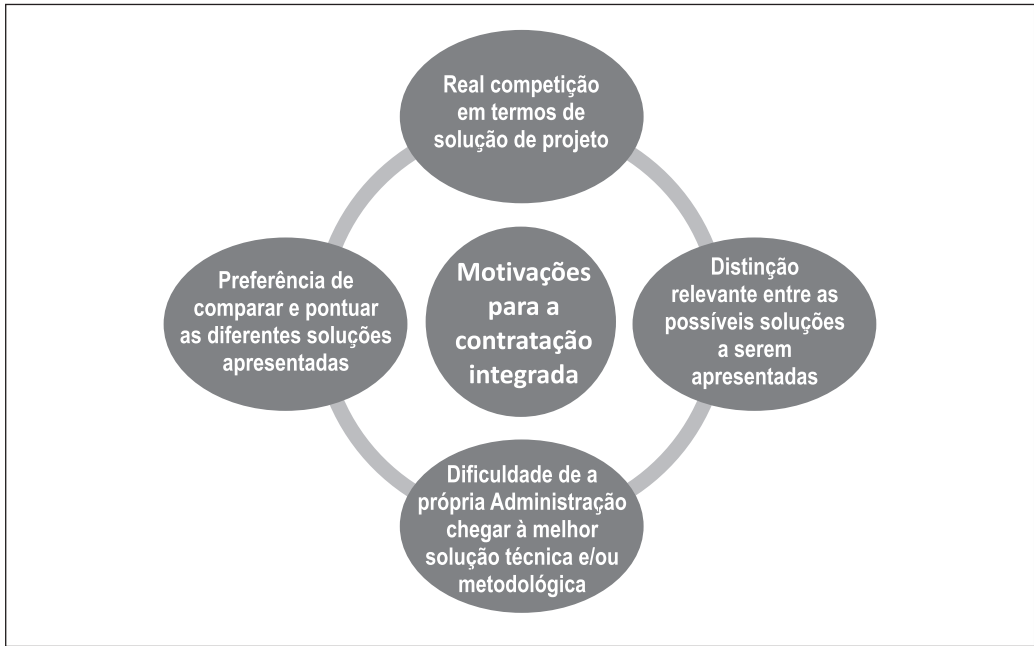 Real competição
em termos de
solução de projeto
Preferência de
comparar e pontuar
as diferentes soluções
apresentadas
Motivações
para a
contratação
integrada
Distinção
relevante entre as
possíveis soluções
a serem
apresentadas
Dificuldade de a
própria Administração
chegar à melhor
solução técnica e/ou
metodológica